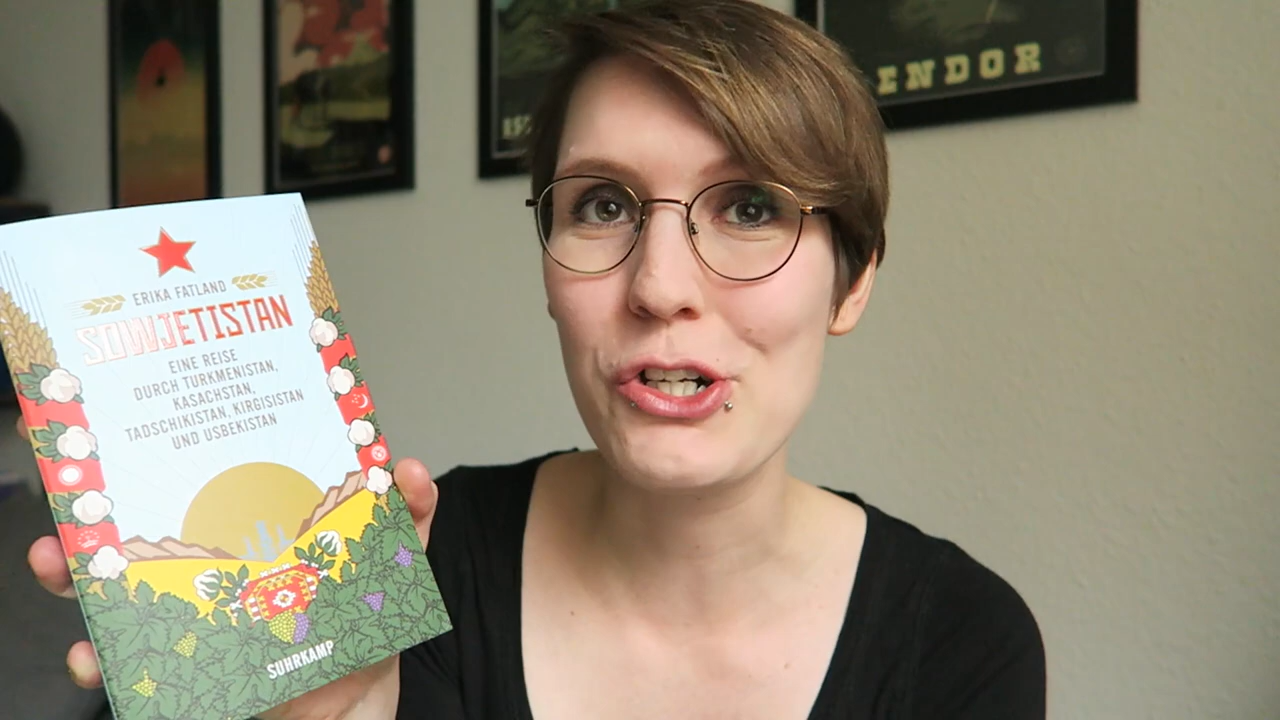 ENDOR
ERIKA FATLAND
SOWJETISTAN
EINE REISE
DURCH TURKMENISTAN,
KASACHSTAN,
TADSCHIKISTAN, KIRGISISTAN
UND USBEKISTAN
SUHRKAMP